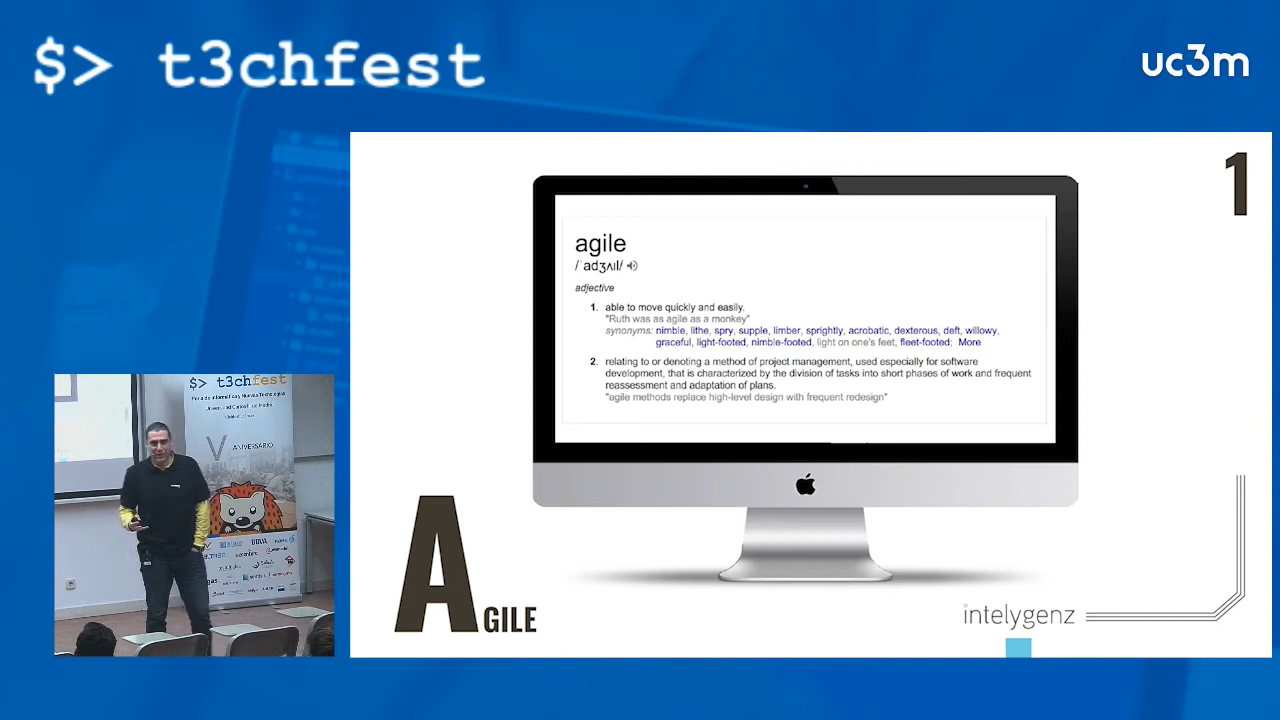 $> t3chfest
uc3m
1
agile
/ˈadʒʌɪl/
adjective
1. able to move quickly and easily.
"Ruth was as agile as a monkey"
synonyms: nimble, lithe, spry, supple, limber, sprightly, acrobatic, dexterous, deft, willowy,
graceful, light-footed, nimble-footed, light on one's feet, fleet-footed; More
2. relating to or denoting a method of project management, used especially for software
development, that is characterized by the division of tasks into short phases of work and frequent
reassessment and adaptation of plans.
"agile methods replace high-level design with frequent redesign"
AGILE
intelygenz
$> t3chfest
V ANIVERSARIO
BBVA
accenture